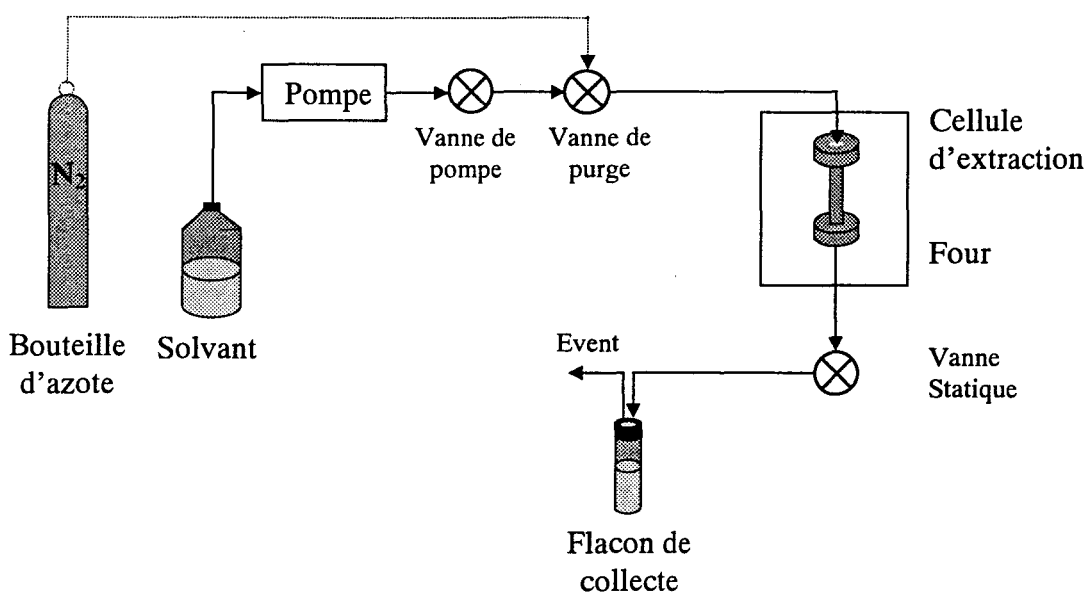 Pompe
Vanne de
pompe
Vanne de
purge
Cellule
d'extraction
N2
Four
Bouteille
d'azote
Solvant
Event
Vanne
Statique
Flacon de
collecte